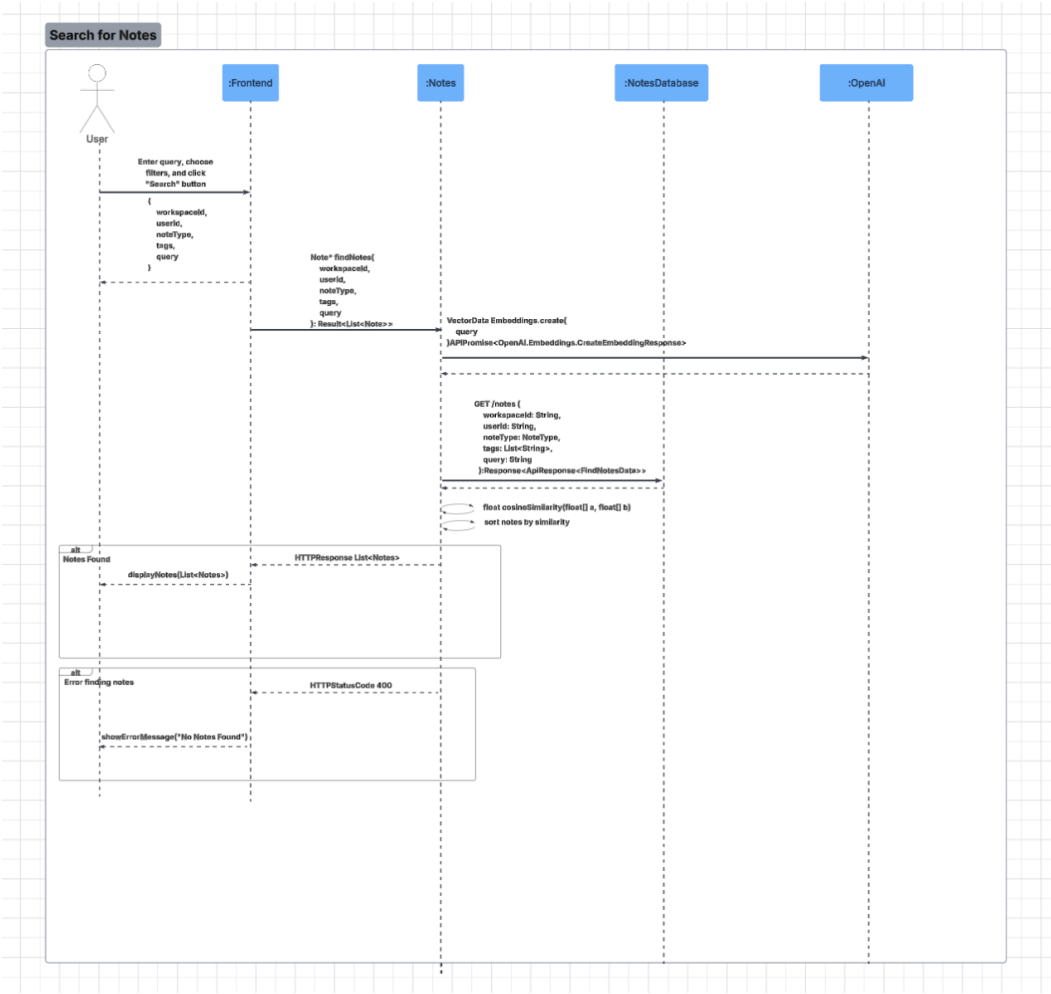 Search for Notes
:Frontend
:Notes
:NotesDatabase
:OpenAI
User
Enter query, choose
filters, and click
"Search" button
{
workspaceId,
userId,
noteType,
tags,
query
}
Note* findNotes{
workspaceId,
userId,
noteType,
tags,
query
}: Result<List<Note>>
VectorData Embeddings.create{
query
}APIPromise<OpenAI.Embeddings.CreateEmbeddingResponse>
GET /notes {
workspaceId: String,
userId: String,
noteType: NoteType,
tags: List<String>,
query: String
}:Response<ApiResponse<FindNotesData>>
float cosineSimilarity(float[] a, float[] b)
sort notes by similarity
alt
Notes Found
HTTPResponse List<Notes>
displayNotes(List<Notes>)
alt
Error finding notes
HTTPStatusCode 400
showErrorMessage("No Notes Found")